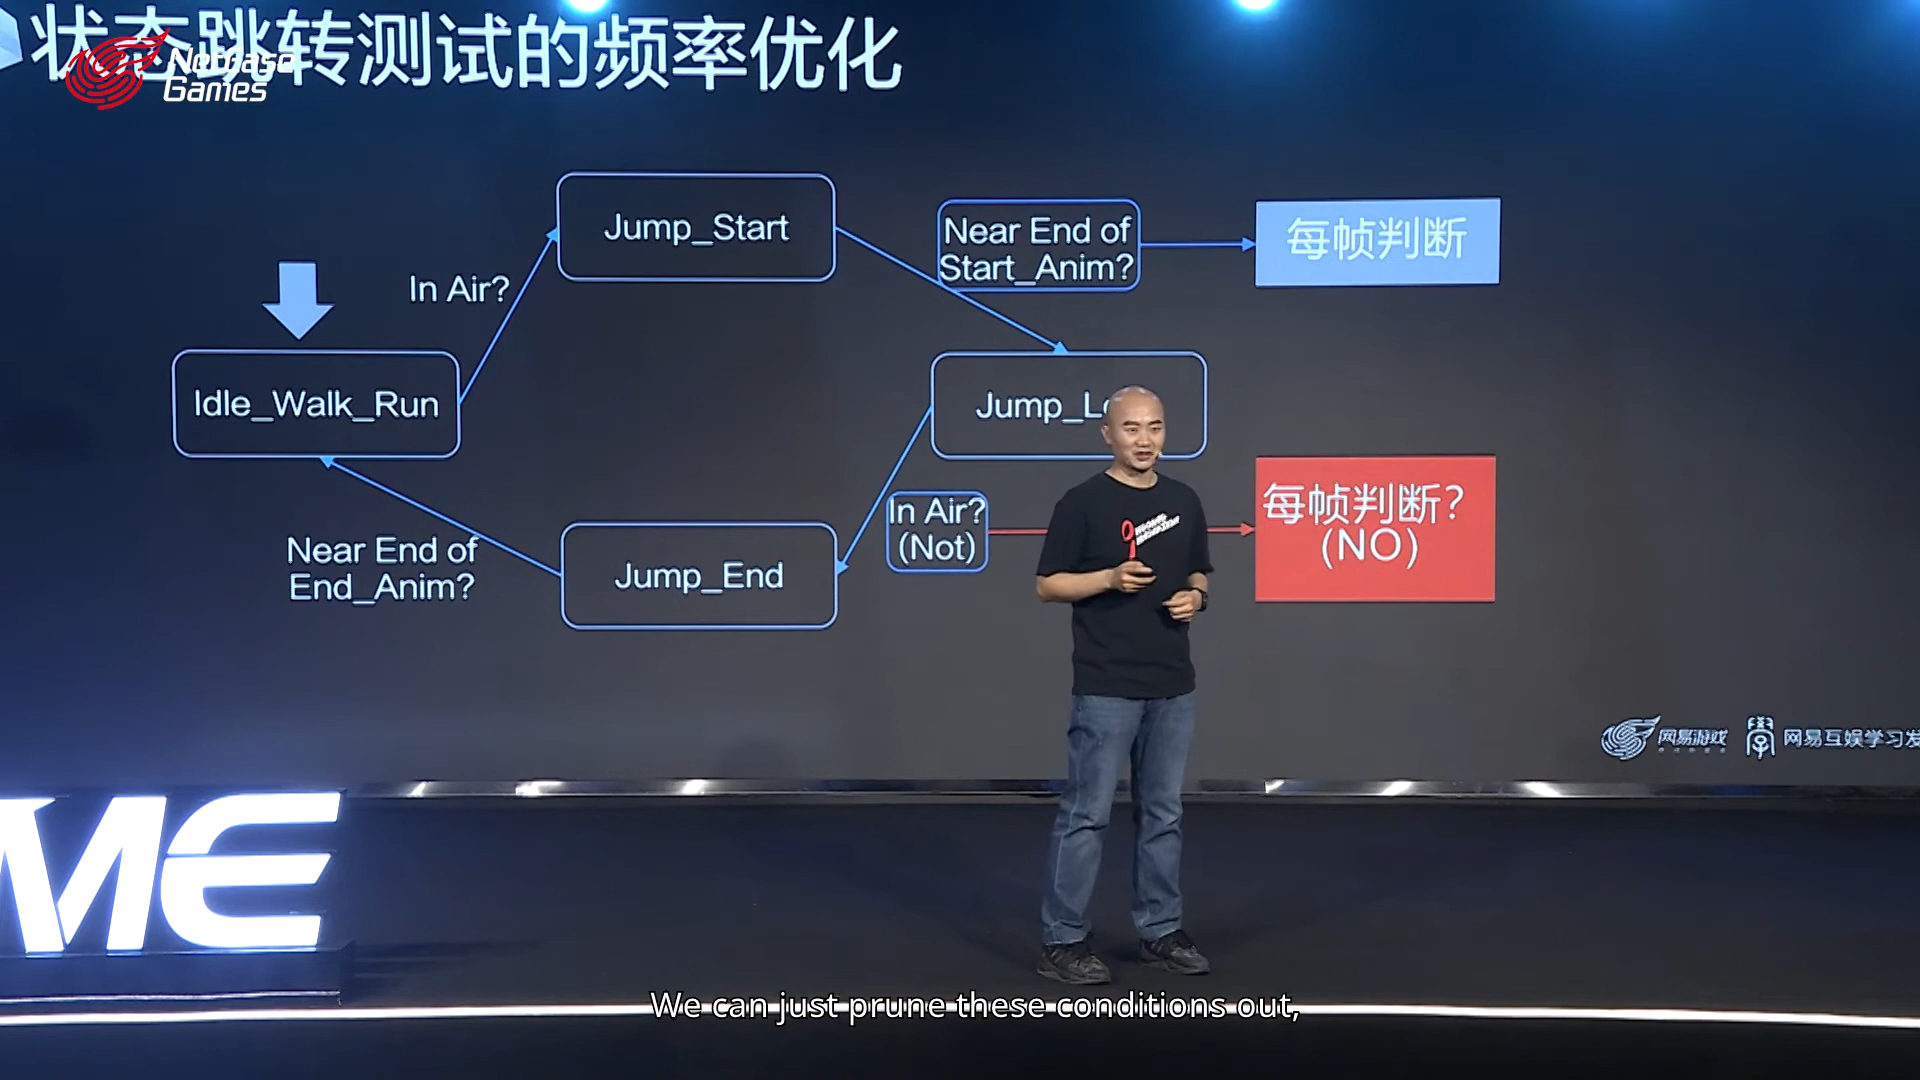 状态跳转测试的频率优化
NetEase
Games
Jump_Start
Near End of
Start_Anim?
每帧判断
In Air?
Idle_Walk_Run
Jump_Lo
In Air?
(Not)
每帧判断?
(NO)
Near End of
End_Anim?
Jump_End
网易游戏
网易互娱学习发
ME
We can just prune these conditions out,